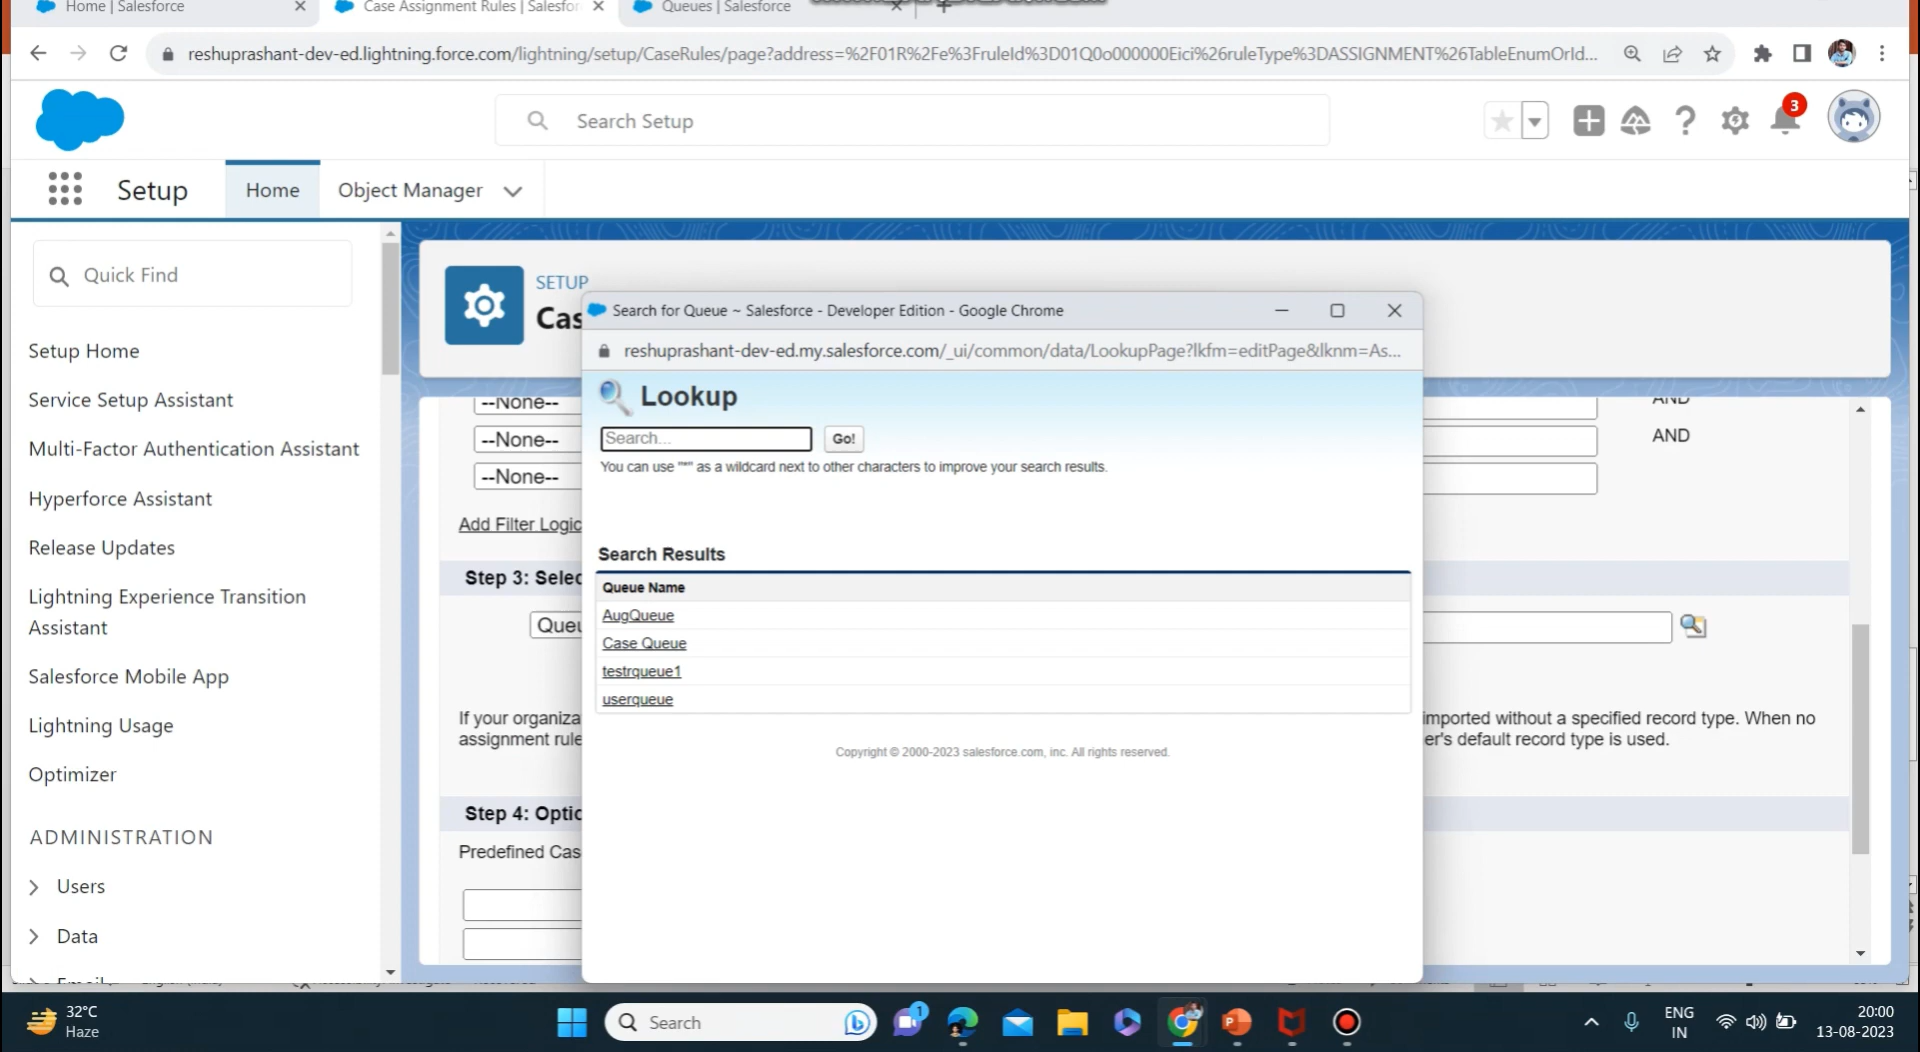 Home | Salesforce
Case Assignment Rules | Salesfor
Queues | Salesforce
reshuprashant-dev-ed.lightning.force.com/lightning/setup/CaseRules/page?address=%2F01R%2Fe%3FruleId%3D01Q0o000000Eici%26ruleType%3DASSIGNMENT%26TableEnumOrId...
Search Setup
3
Setup
Home
Object Manager
Quick Find
Setup Home
Service Setup Assistant
Multi-Factor Authentication Assistant
Hyperforce Assistant
Release Updates
Lightning Experience Transition
Assistant
Salesforce Mobile App
Lightning Usage
Optimizer
ADMINISTRATION
Users
Data
Email
SETUP
Cas
--None--
AND
--None--
AND
--None--
Add Filter Logic
Step 3: Selec
Queu
If your organiza
imported without a specified record type. When no
assignment rule
er's default record type is used.
Step 4: Optic
Predefined Cas
Search for Queue ~ Salesforce - Developer Edition - Google Chrome
reshuprashant-dev-ed.my.salesforce.com/_ui/common/data/LookupPage?lkfm=editPage&lknm=As...
Lookup
Search...
Go!
You can use "*" as a wildcard next to other characters to improve your search results.
Search Results
Queue Name
AugQueue
Case Queue
testrqueue1
userqueue
Copyright © 2000-2023 salesforce.com, inc. All rights reserved.
32°C
Haze
Search
1
ENG
IN
20:00
13-08-2023